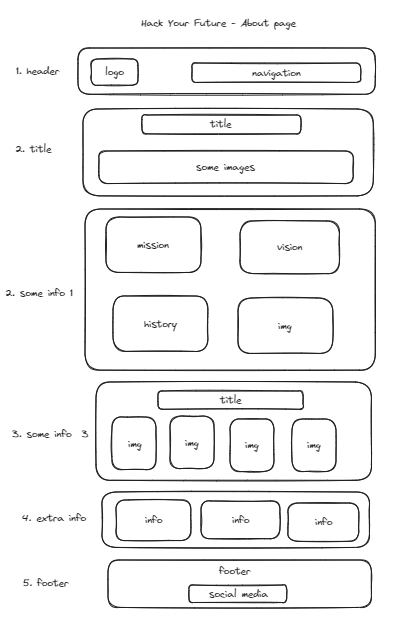 Hack Your Future - About page
1. header
logo
navigation
2. title
title
some images
2. some info 1
mission
vision
history
img
3. some info 3
title
img
img
img
img
4. extra info
info
info
info
5. footer
footer
social media